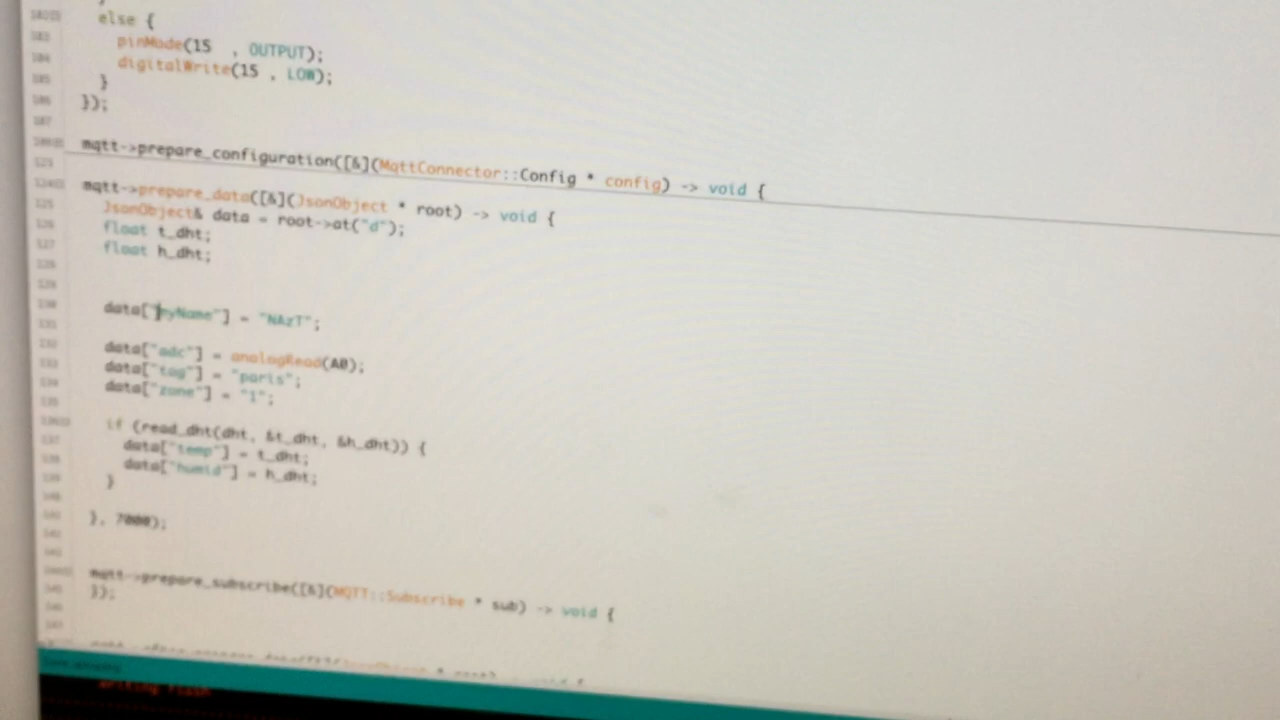 else {
pinMode(15 , OUTPUT);
digitalWrite(15 , LOW);
}
});
mqtt->prepare_configuration([&](MqttConnector::Config * config) -> void {
mqtt->prepare_data([&](JsonObject * root) -> void {
JsonObject& data = root->at("d");
float t_dht;
float h_dht;
data["myName"] = "NAzT";
data["adc"] = analogRead(A0);
data["tag"] = "paris";
data["zone"] = "1";
if (read_dht(dht, &t_dht, &h_dht)) {
data["temp"] = t_dht;
data["humid"] = h_dht;
}
}, 7000);
mqtt->prepare_subscribe([&](MQTT::Subscribe * sub) -> void {
});